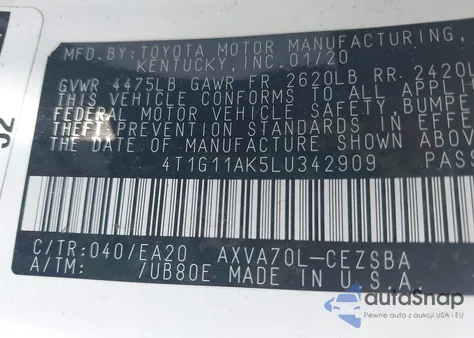 MFD. BY: TOYOTA MOTOR MANUFACTURING,
KENTUCKY, INC. 01/20
GVWR 4475LB GAWR FR 2620LB RR. 2420L
THIS VEHICLE CONFORMS TO ALL APPLI
FEDERAL MOTOR VEHICLE SAFETY, BUMPE
THEFT PREVENTION STANDARDS IN EFFE
THE DATE OF MANUFACTURE SHOWN ABOV
4T1G11AK5LU342909 PASS
C/TR: 040/EA20 AXVA70L-CEZSBA
A/TM: /UB80E MADE IN U.S.A.
autoSnap
Pewne auta z aukcji USA i EU